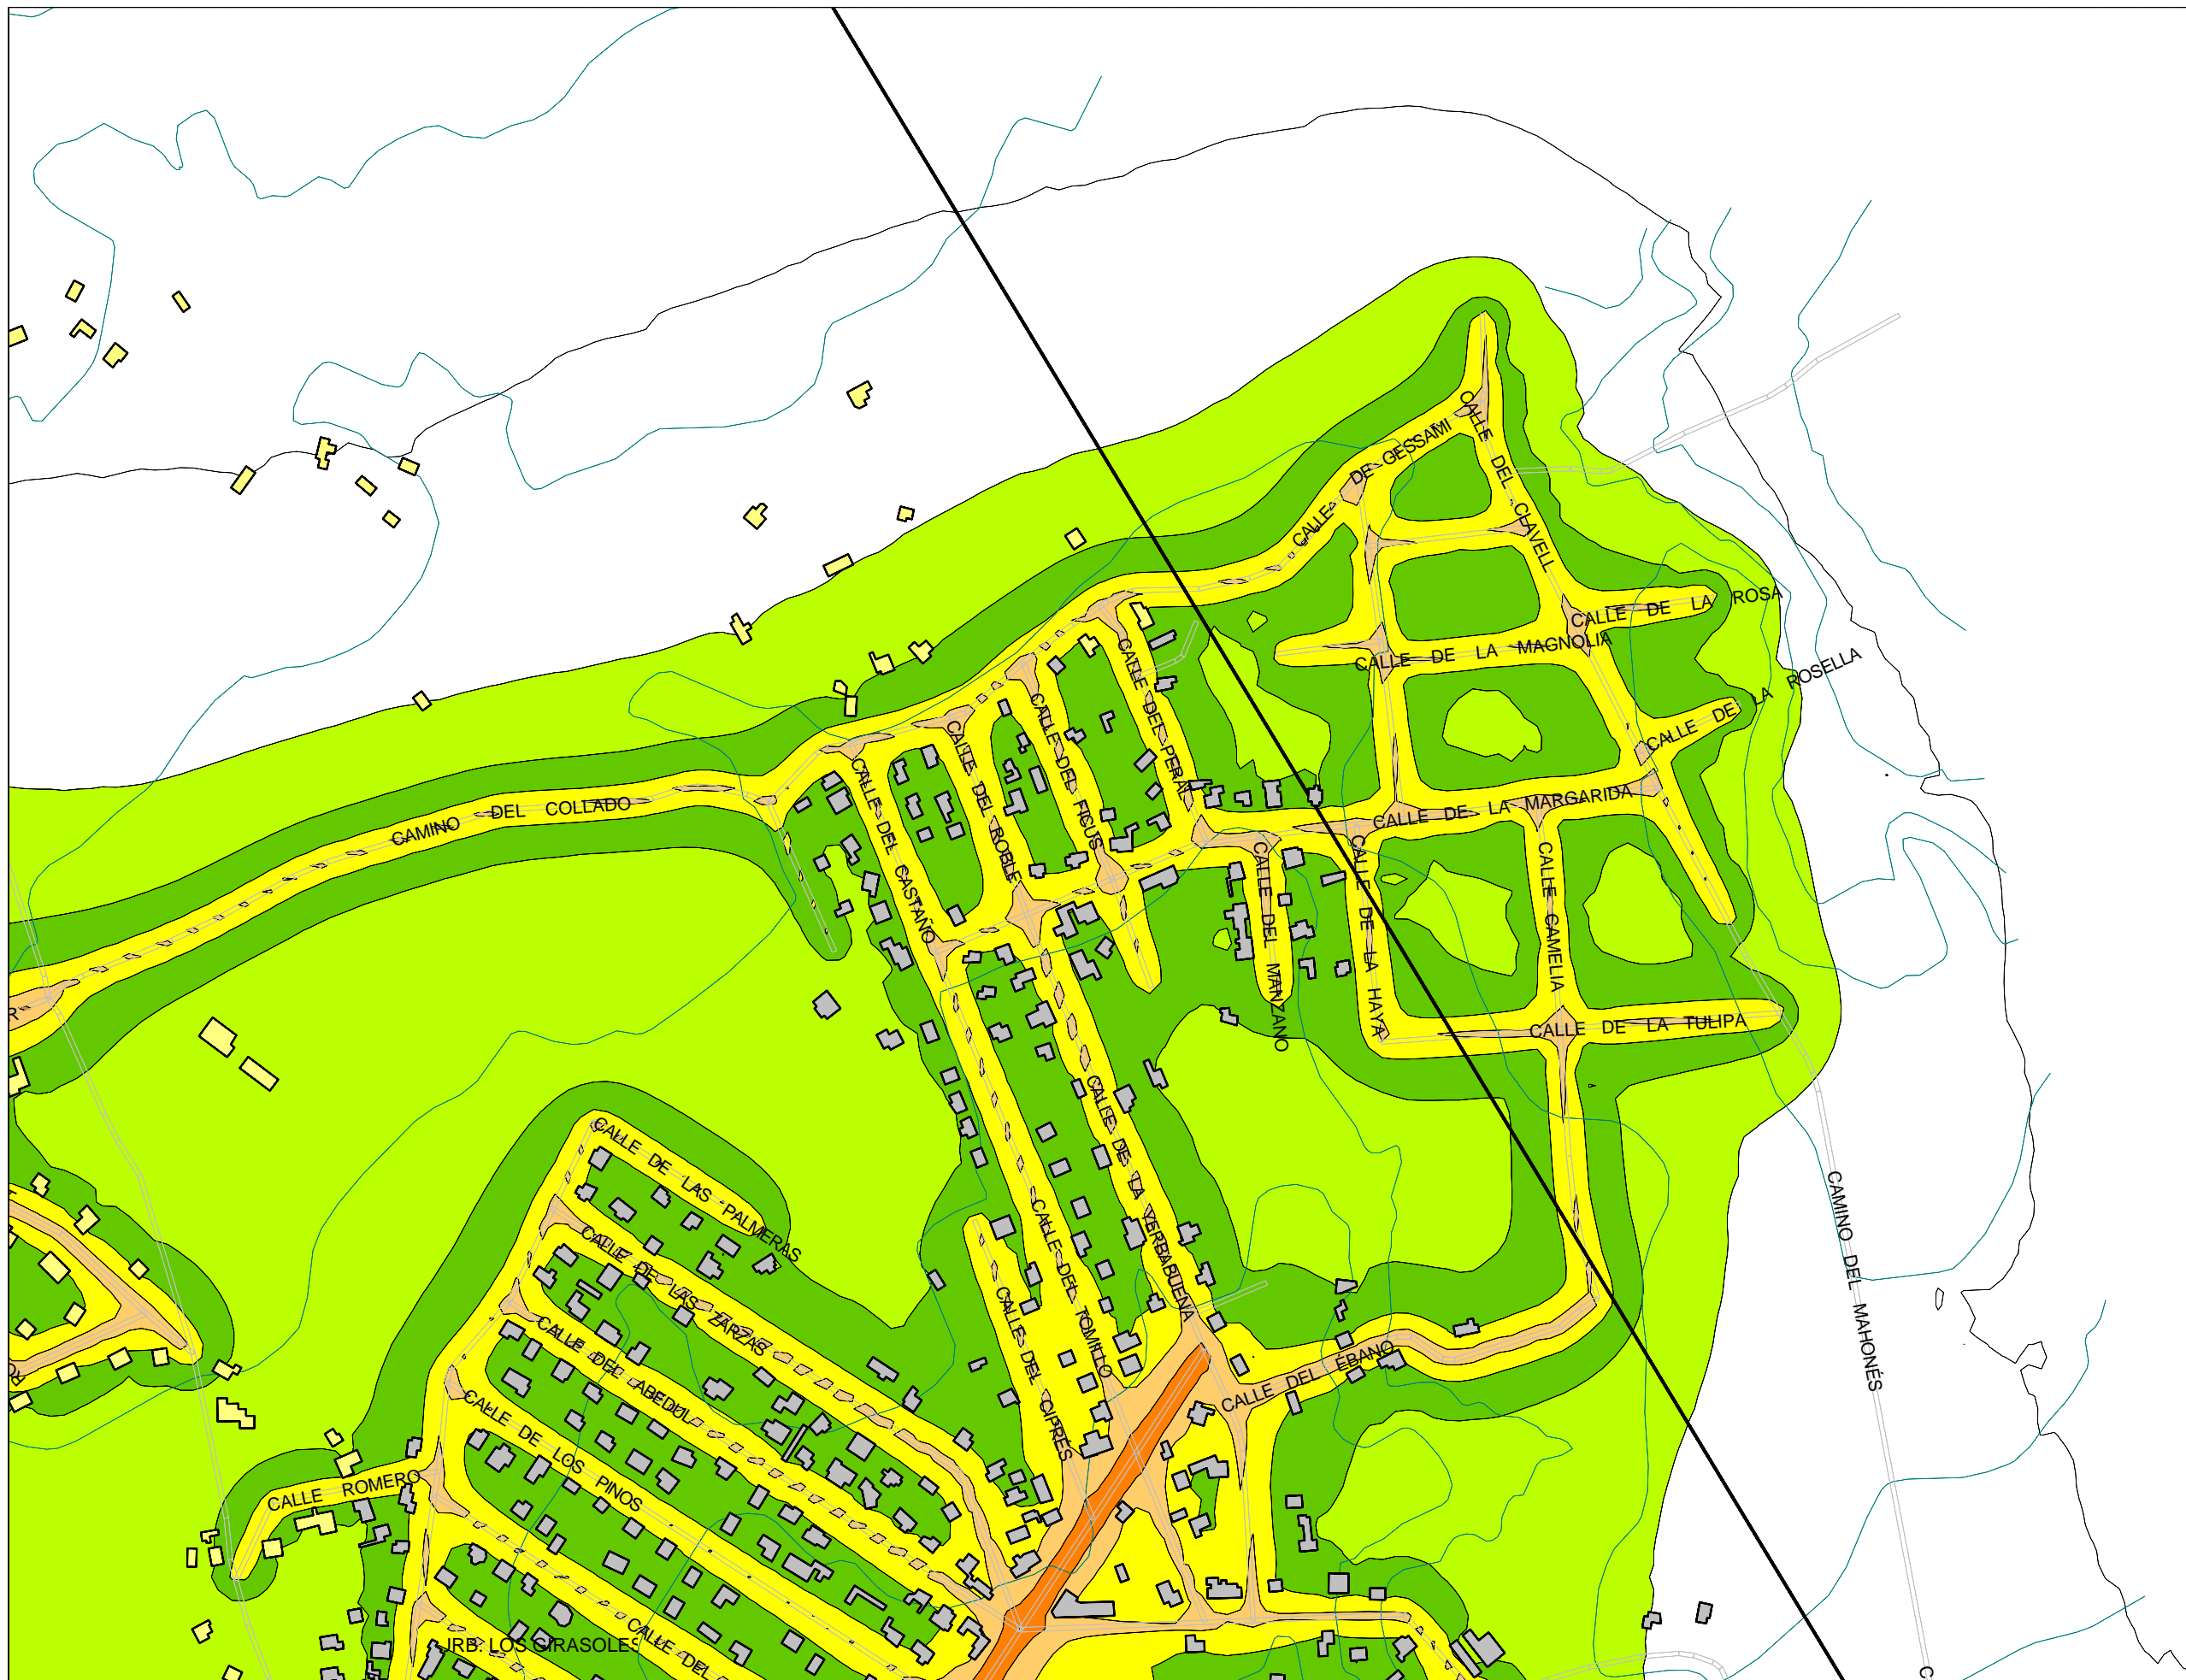 CALLE DE GESSAMI
CALLE DEL CLAVELL
CALLE DE LA ROSA
CALLE DE LA MAGNOLIA
CALLE DE LA ROSELLA
CALLE DEL PERAL
CALLE DEL FICUS
CALLE DEL ROBLE
CALLE DEL CASTAÑO
CAMINO DEL COLLADO
CALLE DE LA MARGARIDA
CALLE DEL MANZANO
CALLE DE LA HAYA
CALLE CAMELIA
CALLE DE LA TULIPA
R
CALLE DE LA YERBABUENA
CALLE DE LAS PALMERAS
CALLE DE LAS ZARZAS
CALLE DEL TOMILLO
CALLE DEL CIPRÉS
CAMINO DEL MAHONÉS
CALLE DEL ABEDUL
CALLE DEL ÉBANO
CALLE DE LOS PINOS
CALLE ROMERO
URB. LOS GIRASOLES
CALLE DEL
C